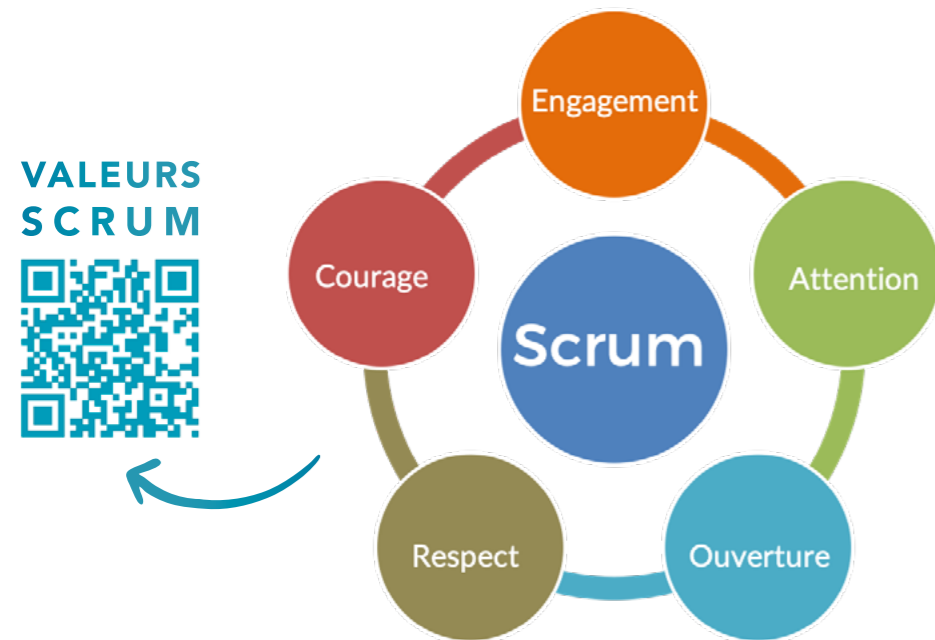 VALEURS
SCRUM
Engagement
Courage
Attention
Scrum
Respect
Ouverture